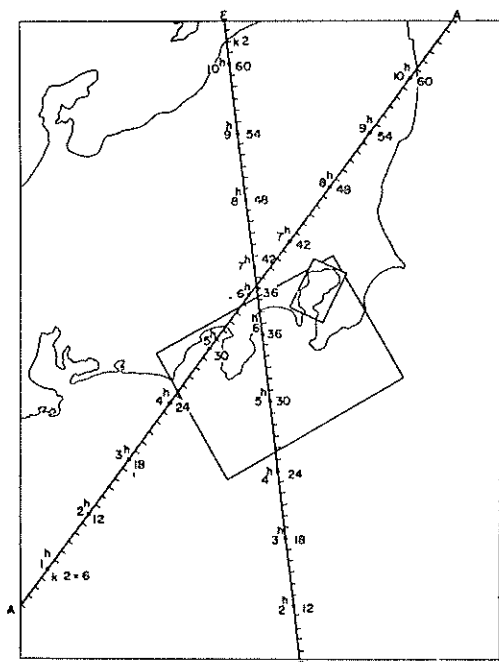 E A
k 2
10h 60
10h 60
9h 54
9h 54
8h 48
8h 48
7h 42
7h 42
6h 36
6h 36
5h 30
5h 30
4h 24
4h 24
3h 18
3h 18
2h 12
2h 12
1h
k 2 = 6
A